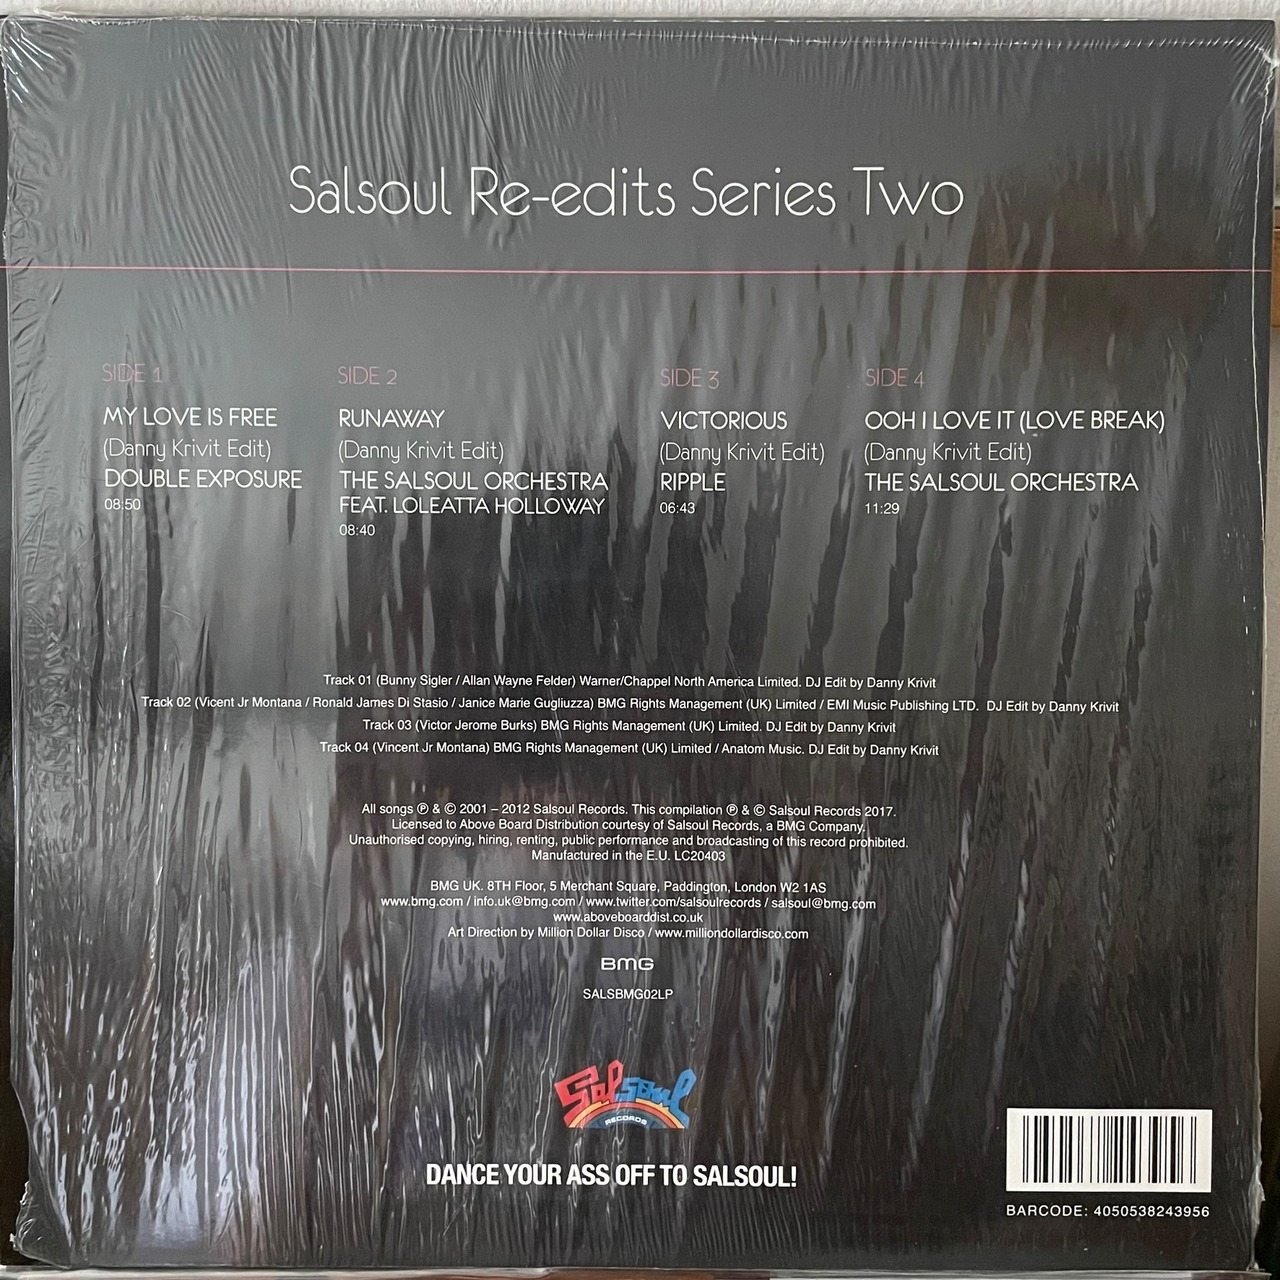 Salsoul Re-edits Series Two
SIDE 1
MY LOVE IS FREE
(Danny Krivit Edit)
DOUBLE EXPOSURE
08:50
SIDE 2
RUNAWAY
(Danny Krivit Edit)
THE SALSOUL ORCHESTRA
FEAT. LOLEATTA HOLLOWAY
08:40
SIDE 3
VICTORIOUS
(Danny Krivit Edit)
RIPPLE
06:43
SIDE 4
OOH I LOVE IT (LOVE BREAK)
(Danny Krivit Edit)
THE SALSOUL ORCHESTRA
11:29
Track 01 (Bunny Sigler / Allan Wayne Felder) Warner/Chappel North America Limited. DJ Edit by Danny Krivit
Track 02 (Vicent Jr Montana / Ronald James Di Stasio / Janice Marie Gugliuzza) BMG Rights Management (UK) Limited / EMI Music Publishing LTD. DJ Edit by Danny Krivit
Track 03 (Victor Jerome Burks) BMG Rights Management (UK) Limited. DJ Edit by Danny Krivit
Track 04 (Vincent Jr Montana) BMG Rights Management (UK) Limited / Anatom Music. DJ Edit by Danny Krivit
All songs ℗ & © 2001 – 2012 Salsoul Records. This compilation ℗ & © Salsoul Records 2017.
Licensed to Above Board Distribution courtesy of Salsoul Records, a BMG Company.
Unauthorised copying, hiring, renting, public performance and broadcasting of this record prohibited.
Manufactured in the E.U. LC20403
BMG UK. 8TH Floor, 5 Merchant Square, Paddington, London W2 1AS
www.bmg.com / info.uk@bmg.com / www.twitter.com/salsoulrecords / salsoul@bmg.com
www.aboveboarddist.co.uk
Art Direction by Million Dollar Disco / www.milliondollardisco.com
BMG
SALSBMG02LP
Salsoul
RECORDS
DANCE YOUR ASS OFF TO SALSOUL!
BARCODE: 4050538243956